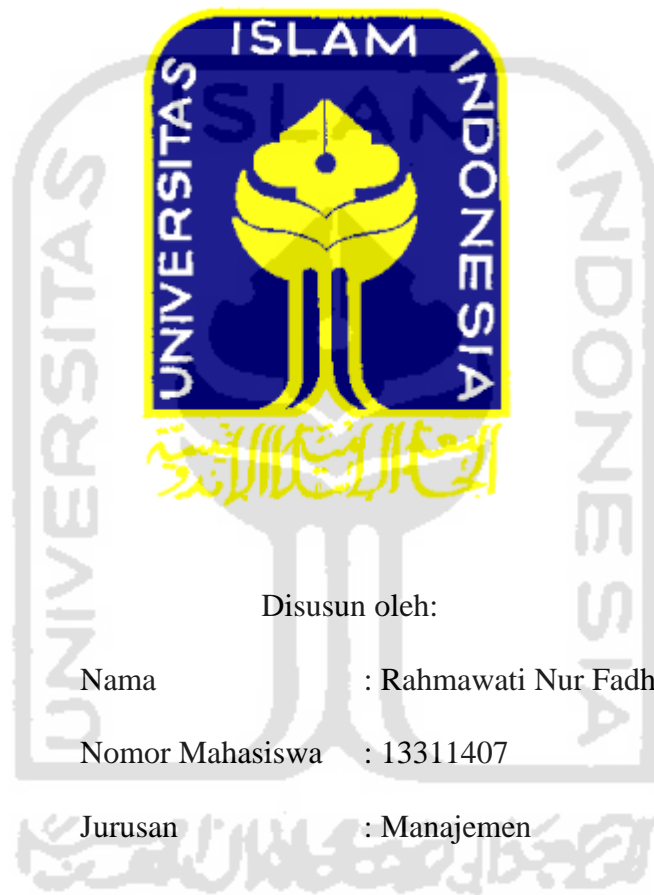 UNIVERSITAS ISLAM INDONESIA
Disusun oleh:
Nama : Rahmawati Nur Fadh
Nomor Mahasiswa : 13311407
Jurusan : Manajemen